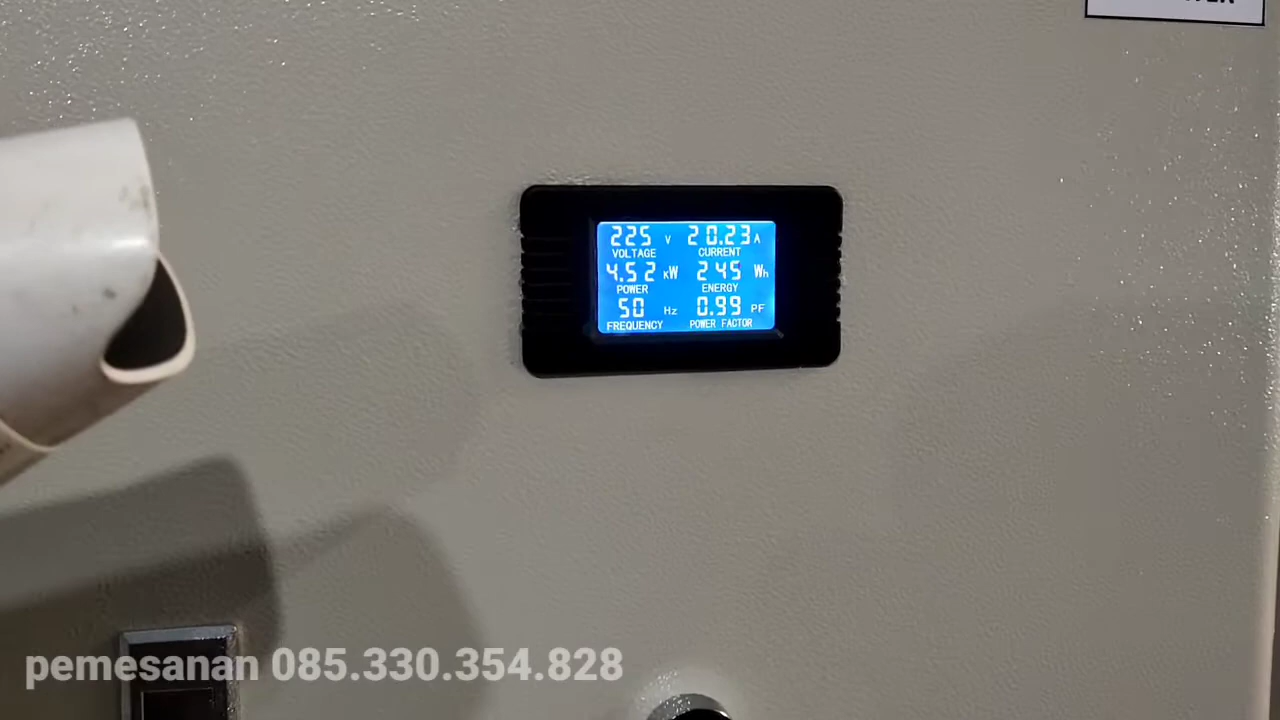 225 V 20.23 A
VOLTAGE CURRENT
4.52 KW 245 Wh
POWER ENERGY
50 Hz 0.99 PF
FREQUENCY POWER FACTOR
pemesanan 085.330.354.828